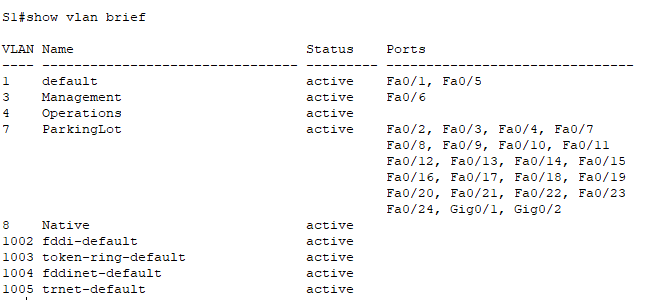 S1#show vlan brief
VLAN Name                             Status    Ports
---- -------------------------------- --------- -------------------------------
1    default                          active    Fa0/1, Fa0/5
3    Management                       active    Fa0/6
4    Operations                       active
7    ParkingLot                       active    Fa0/2, Fa0/3, Fa0/4, Fa0/7
                                                Fa0/8, Fa0/9, Fa0/10, Fa0/11
                                                Fa0/12, Fa0/13, Fa0/14, Fa0/15
                                                Fa0/16, Fa0/17, Fa0/18, Fa0/19
                                                Fa0/20, Fa0/21, Fa0/22, Fa0/23
                                                Fa0/24, Gig0/1, Gig0/2
8    Native                           active
1002 fddi-default                     active
1003 token-ring-default               active
1004 fddinet-default                  active
1005 trnet-default                    active